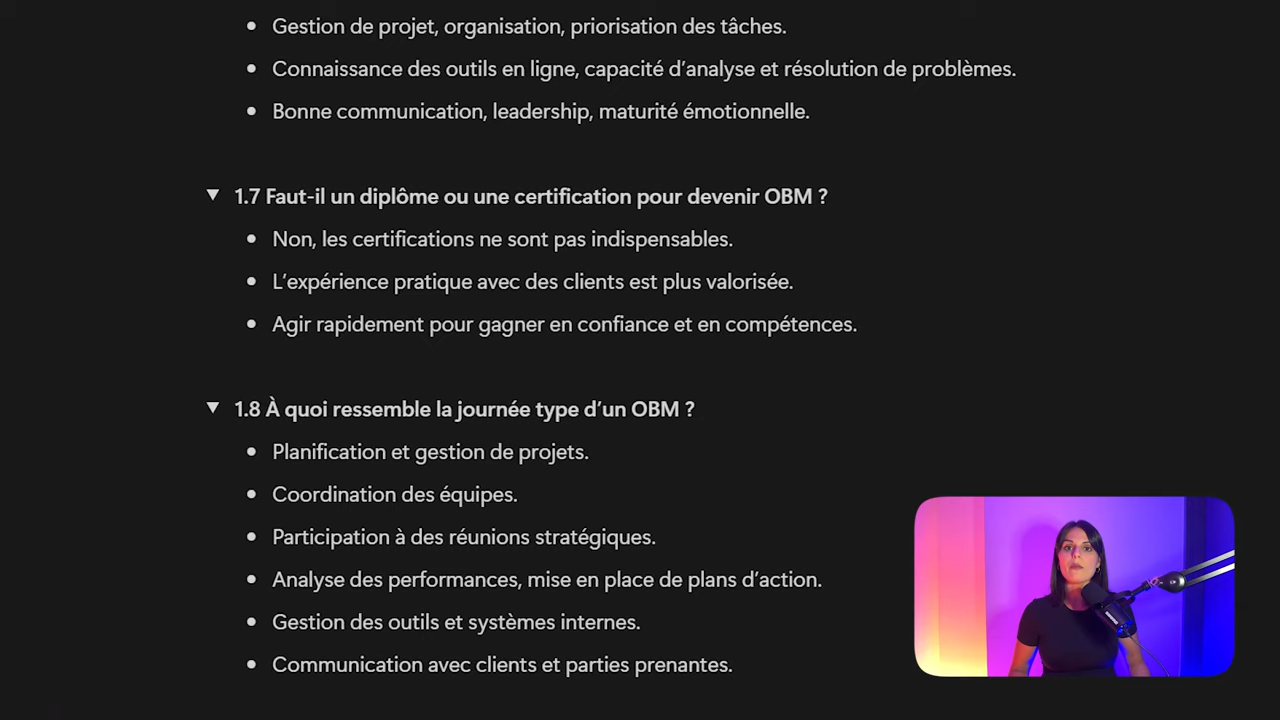 • Gestion de projet, organisation, priorisation des tâches.
• Connaissance des outils en ligne, capacité d’analyse et résolution de problèmes.
• Bonne communication, leadership, maturité émotionnelle.
▼ 1.7 Faut-il un diplôme ou une certification pour devenir OBM ?
• Non, les certifications ne sont pas indispensables.
• L’expérience pratique avec des clients est plus valorisée.
• Agir rapidement pour gagner en confiance et en compétences.
▼ 1.8 À quoi ressemble la journée type d’un OBM ?
• Planification et gestion de projets.
• Coordination des équipes.
• Participation à des réunions stratégiques.
• Analyse des performances, mise en place de plans d’action.
• Gestion des outils et systèmes internes.
• Communication avec clients et parties prenantes.